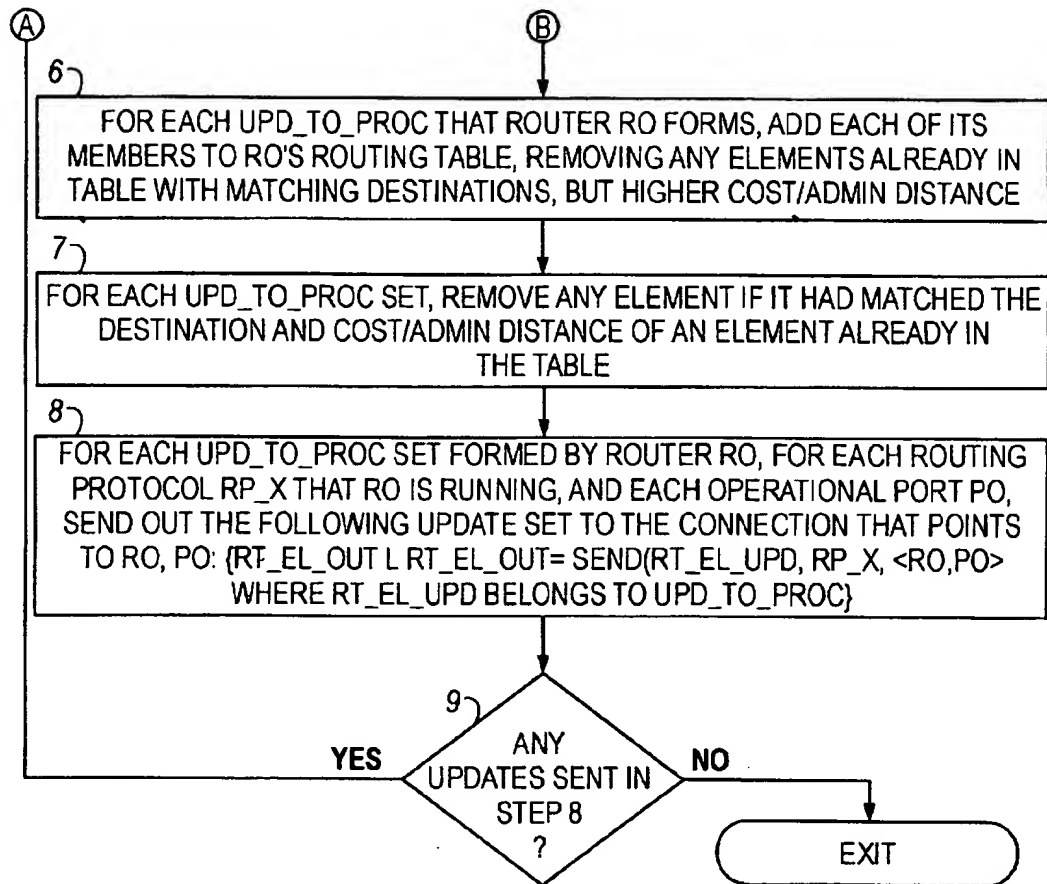 A
B
6
FOR EACH UPD_TO_PROC THAT ROUTER RO FORMS, ADD EACH OF ITS
MEMBERS TO RO'S ROUTING TABLE, REMOVING ANY ELEMENTS ALREADY IN
TABLE WITH MATCHING DESTINATIONS, BUT HIGHER COST/ADMIN DISTANCE
7
FOR EACH UPD_TO_PROC SET, REMOVE ANY ELEMENT IF IT HAD MATCHED THE
DESTINATION AND COST/ADMIN DISTANCE OF AN ELEMENT ALREADY IN
THE TABLE
8
FOR EACH UPD_TO_PROC SET FORMED BY ROUTER RO, FOR EACH ROUTING
PROTOCOL RP_X THAT RO IS RUNNING, AND EACH OPERATIONAL PORT PO,
SEND OUT THE FOLLOWING UPDATE SET TO THE CONNECTION THAT POINTS
TO RO, PO: {RT_EL_OUT L RT_EL_OUT= SEND(RT_EL_UPD, RP_X, <RO,PO>
WHERE RT_EL_UPD BELONGS TO UPD_TO_PROC}
9
ANY
UPDATES SENT IN
STEP 8
?
YES
NO
EXIT